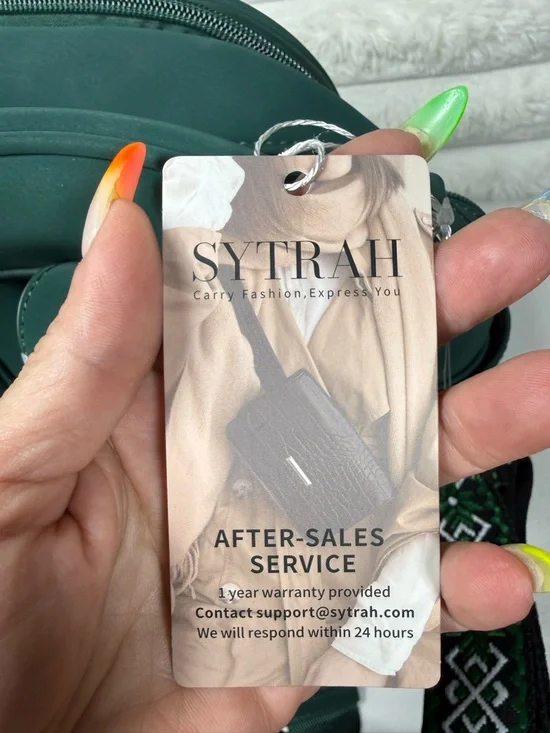 SYTRAH
Carry Fashion,Express You
AFTER-SALES
SERVICE
1 year warranty provided
Contact support@sytrah.com
We will respond within 24 hours